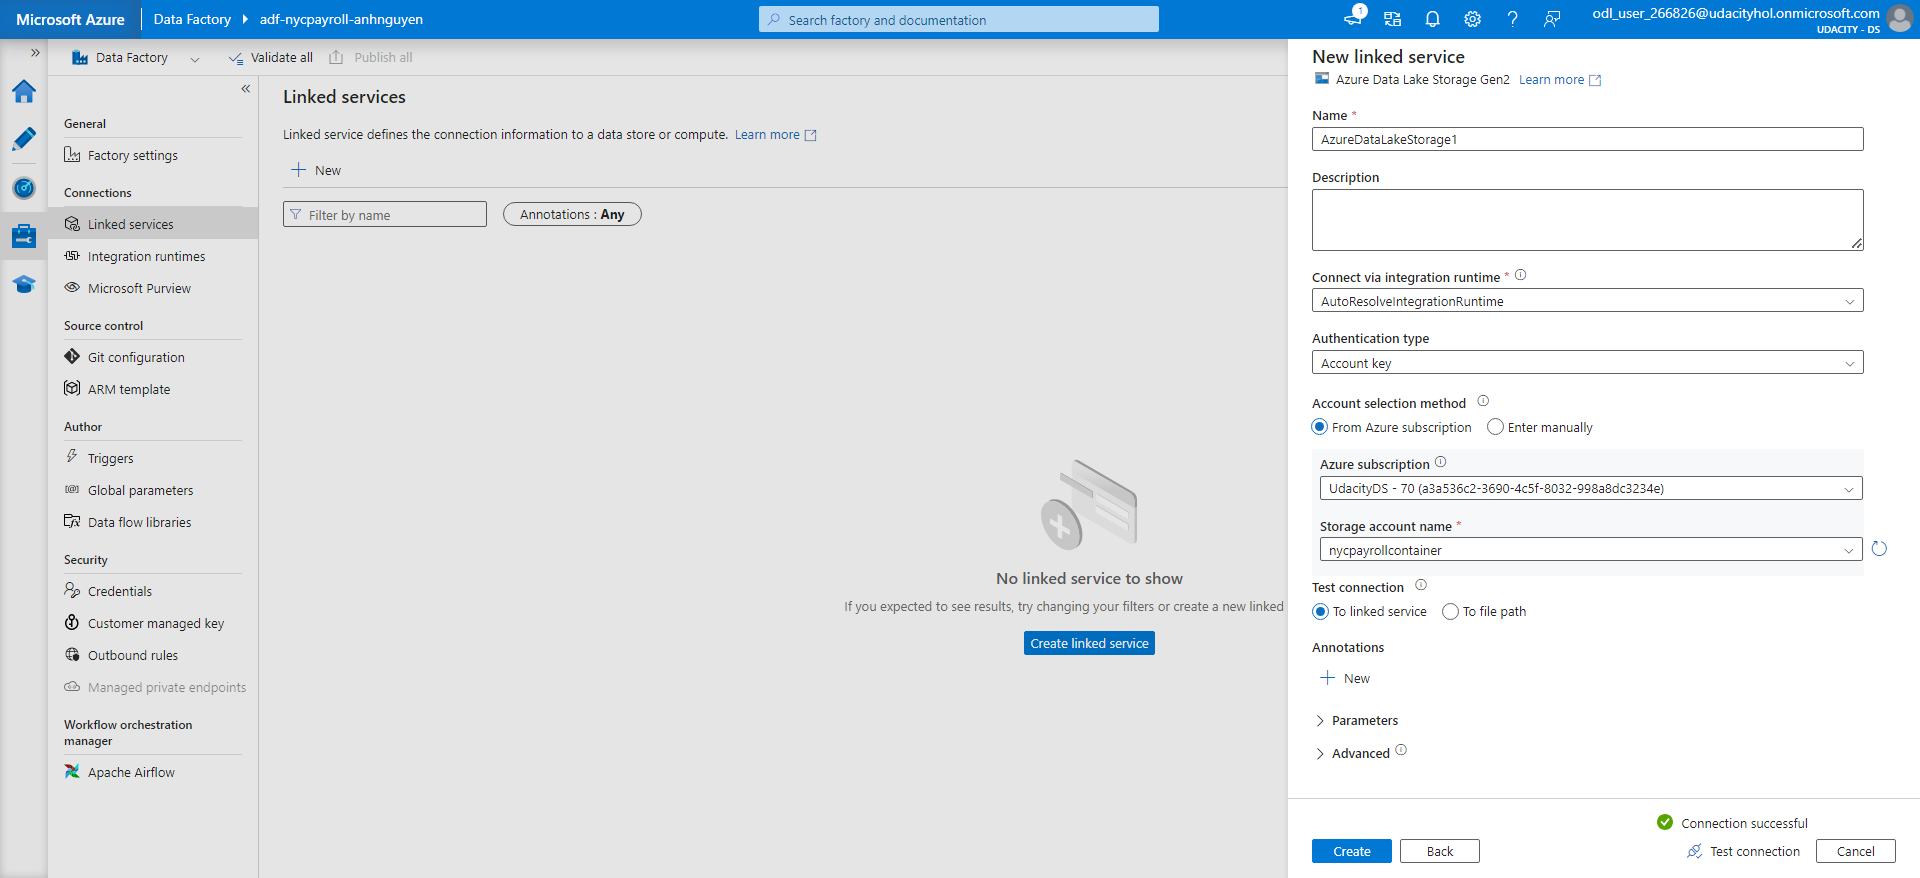 Microsoft Azure
Data Factory
adf-nycpayroll-anhnguyen
Search factory and documentation
1
odl_user_266826@udacityhol.onmicrosoft.com
UDACITY - DS
Data Factory
Validate all
Publish all
General
Factory settings
Connections
Linked services
Integration runtimes
Microsoft Purview
Source control
Git configuration
ARM template
Author
Triggers
Global parameters
Data flow libraries
Security
Credentials
Customer managed key
Outbound rules
Managed private endpoints
Workflow orchestration
manager
Apache Airflow
Linked services
Linked service defines the connection information to a data store or compute. Learn more
New
Filter by name
Annotations : Any
No linked service to show
If you expected to see results, try changing your filters or create a new linked
Create linked service
New linked service
Azure Data Lake Storage Gen2 Learn more
Name *
AzureDataLakeStorage1
Description
Connect via integration runtime *
AutoResolveIntegrationRuntime
Authentication type
Account key
Account selection method
From Azure subscription Enter manually
Azure subscription
UdacityDS - 70 (a3a536c2-3690-4c5f-8032-998a8dc3234e)
Storage account name *
nycpayrollcontainer
Test connection
To linked service To file path
Annotations
New
Parameters
Advanced
Connection successful
Create
Back
Test connection
Cancel